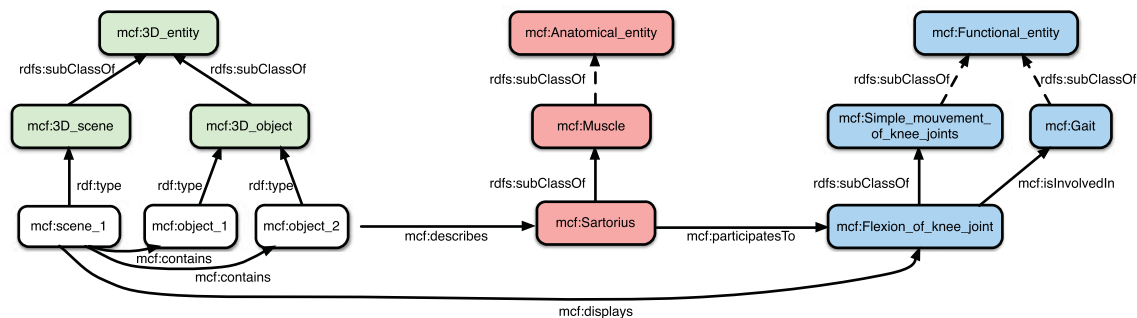 mcf:3D_entity
mcf:Anatomical_entity
mcf:Functional_entity
rdfs:subClassOf
rdfs:subClassOf
rdfs:subClassOf
rdfs:subClassOf
rdfs:subClassOf
mcf:3D_scene
mcf:3D_object
mcf:Muscle
mcf:Simple_mouvement_
of_knee_joints
mcf:Gait
rdf:type
rdf:type
rdf:type
rdfs:subClassOf
rdfs:subClassOf
mcf:isInvolvedIn
mcf:scene_1
mcf:object_1
mcf:object_2
mcf:Sartorius
mcf:Flexion_of_knee_joint
mcf:describes
mcf:participatesTo
mcf:contains
mcf:contains
mcf:displays